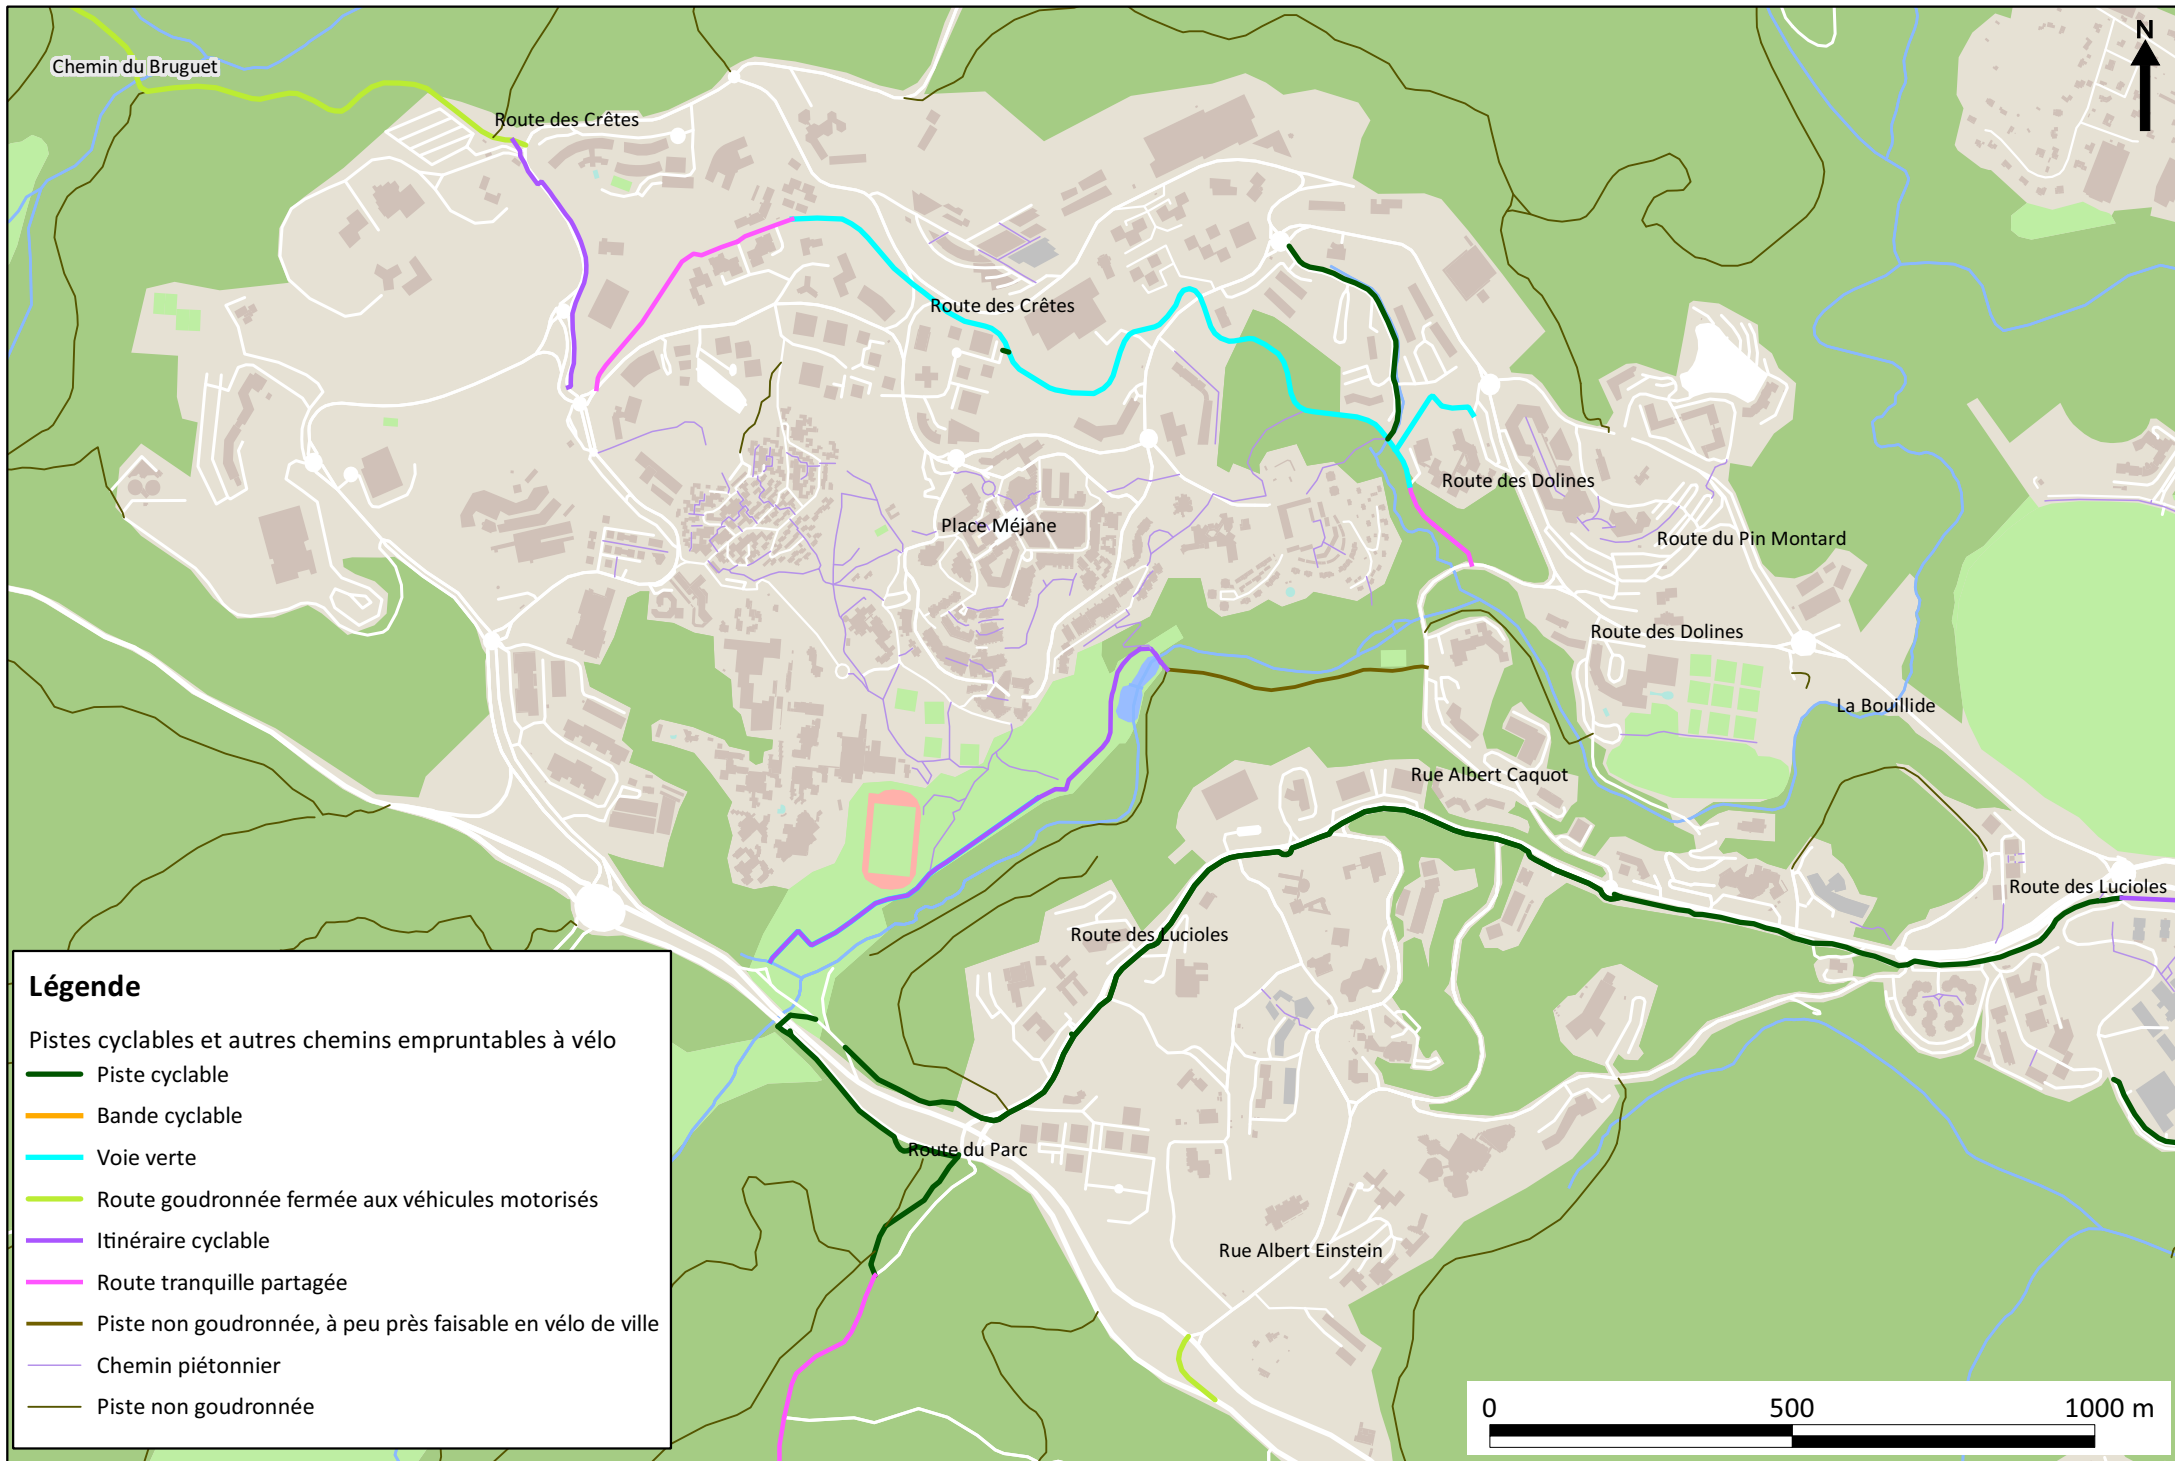 N
Chemin du Bruguet
Route des Crêtes
Route des Crêtes
Route des Dolines
Place Méjane
Route du Pin Montard
Route des Dolines
La Bouillide
Rue Albert Caquot
Route des Lucioles
Route des Lucioles
Route du Parc
Rue Albert Einstein
Légende
Pistes cyclables et autres chemins empruntables à vélo
Piste cyclable
Bande cyclable
Voie verte
Route goudronnée fermée aux véhicules motorisés
Itinéraire cyclable
Route tranquille partagée
Piste non goudronnée, à peu près faisable en vélo de ville
Chemin piétonnier
Piste non goudronnée
0 500 1000 m